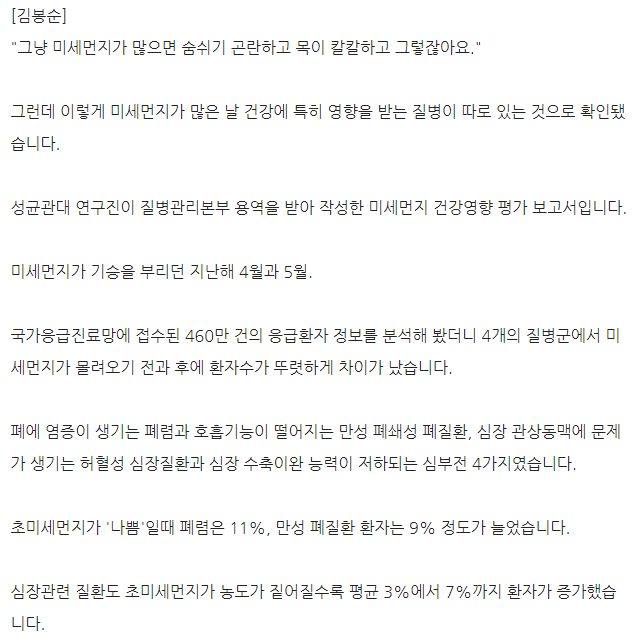 [김봉순]
"그냥 미세먼지가 많으면 숨쉬기 곤란하고 목이 칼칼하고 그렇잖아요."
그런데 이렇게 미세먼지가 많은 날 건강에 특히 영향을 받는 질병이 따로 있는 것으로 확인됐
습니다.
성균관대 연구진이 질병관리본부 용역을 받아 작성한 미세먼지 건강영향 평가 보고서입니다.
미세먼지가 기승을 부리던 지난해 4월과 5월.
국가응급진료망에 접수된 460만 건의 응급환자 정보를 분석해 봤더니 4개의 질병군에서 미
세먼지가 몰려오기 전과 후에 환자수가 뚜렷하게 차이가 났습니다.
폐에 염증이 생기는 폐렴과 호흡기능이 떨어지는 만성 폐쇄성 폐질환, 심장 관상동맥에 문제
가 생기는 허혈성 심장질환과 심장 수축이완 능력이 저하되는 심부전 4가지였습니다.
초미세먼지가 '나쁨'일때 폐렴은 11%, 만성 폐질환 환자는 9% 정도가 늘었습니다.
심장관련 질환도 초미세먼지가 농도가 짙어질수록 평균 3%에서 7%까지 환자가 증가했습
니다.